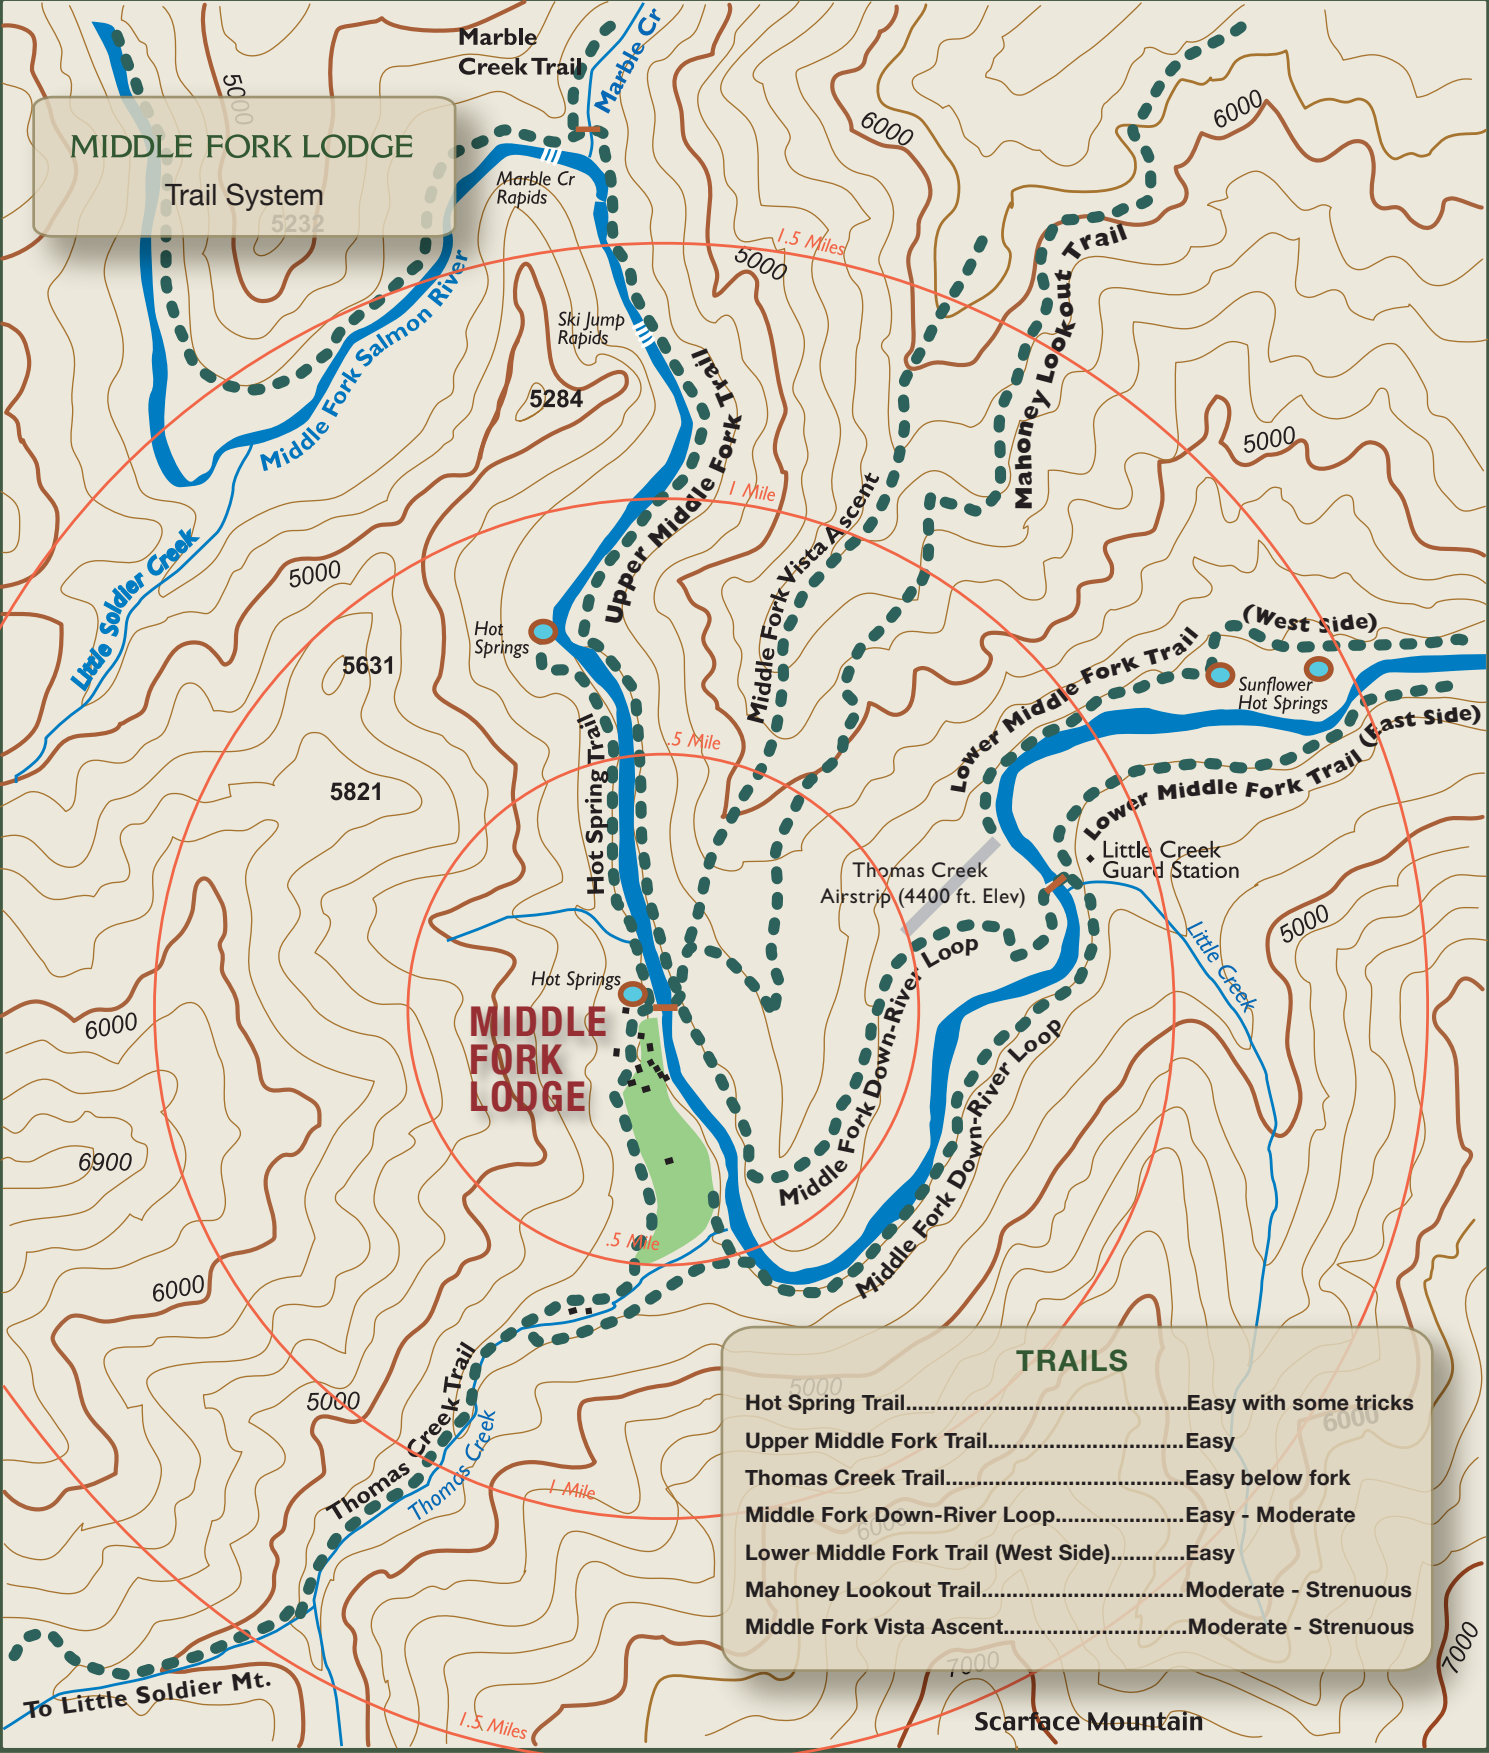 Marble
Creek Trail
Marble Cr
5000
6000
6000
MIDDLE FORK LODGE
Trail System
5232
Marble Cr
Rapids
1.5 Miles
5000
Mahoney Lookout Trail
Middle Fork Salmon River
Ski Jump
Rapids
5284
Upper Middle Fork Trail
5000
1 Mile
Middle Fork Vista Ascent
Little Soldier Creek
5000
Hot
Springs
5631
(West Side)
Lower Middle Fork Trail
Sunflower
Hot Springs
Lower Middle Fork Trail (East Side)
.5 Mile
Hot Spring Trail
5821
Little Creek
Guard Station
Thomas Creek
Airstrip (4400 ft. Elev)
5000
Little Creek
Hot Springs
MIDDLE
FORK
LODGE
6000
Middle Fork Down-River Loop
Middle Fork Down-River Loop
6900
.5 Mile
6000
5000
Thomas Creek Trail
Thomas Creek
1 Mile
TRAILS
5000
Hot Spring Trail.............................................Easy with some tricks
6000
Upper Middle Fork Trail...............................Easy
Thomas Creek Trail......................................Easy below fork
Middle Fork Down-River Loop.....................Easy - Moderate
6000
Lower Middle Fork Trail (West Side)............Easy
Mahoney Lookout Trail................................Moderate - Strenuous
Middle Fork Vista Ascent.............................Moderate - Strenuous
7000
7000
To Little Soldier Mt.
1.5 Miles
Scarface Mountain